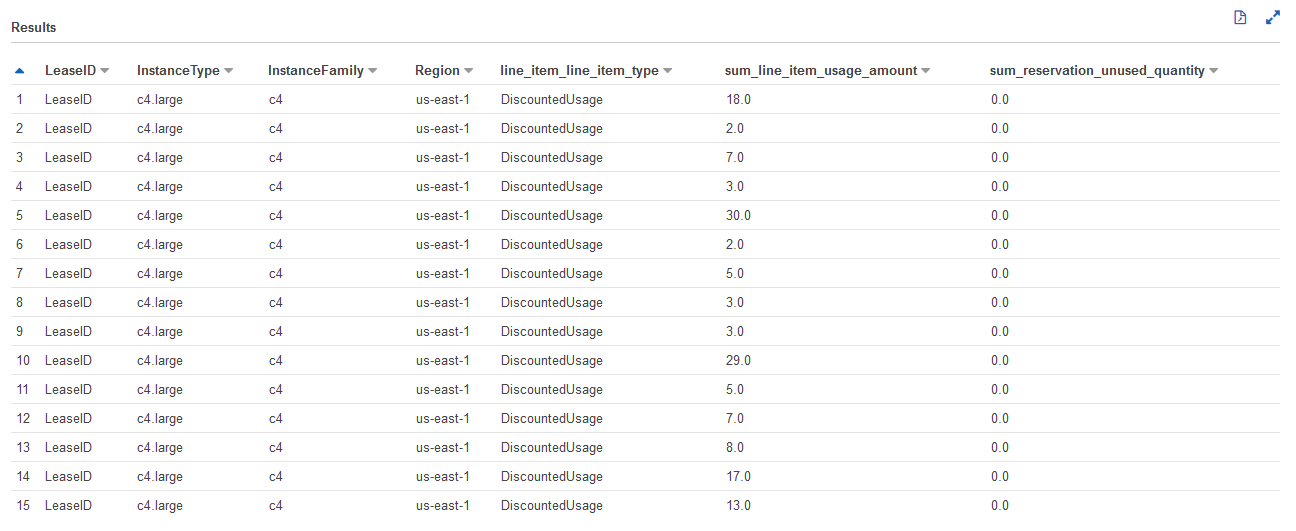 Results
LeaseID InstanceType InstanceFamily Region line_item_line_item_type sum_line_item_usage_amount sum_reservation_unused_quantity
1 LeaseID c4.large c4 us-east-1 DiscountedUsage 18.0 0.0
2 LeaseID c4.large c4 us-east-1 DiscountedUsage 2.0 0.0
3 LeaseID c4.large c4 us-east-1 DiscountedUsage 7.0 0.0
4 LeaseID c4.large c4 us-east-1 DiscountedUsage 3.0 0.0
5 LeaseID c4.large c4 us-east-1 DiscountedUsage 30.0 0.0
6 LeaseID c4.large c4 us-east-1 DiscountedUsage 2.0 0.0
7 LeaseID c4.large c4 us-east-1 DiscountedUsage 5.0 0.0
8 LeaseID c4.large c4 us-east-1 DiscountedUsage 3.0 0.0
9 LeaseID c4.large c4 us-east-1 DiscountedUsage 3.0 0.0
10 LeaseID c4.large c4 us-east-1 DiscountedUsage 29.0 0.0
11 LeaseID c4.large c4 us-east-1 DiscountedUsage 5.0 0.0
12 LeaseID c4.large c4 us-east-1 DiscountedUsage 7.0 0.0
13 LeaseID c4.large c4 us-east-1 DiscountedUsage 8.0 0.0
14 LeaseID c4.large c4 us-east-1 DiscountedUsage 17.0 0.0
15 LeaseID c4.large c4 us-east-1 DiscountedUsage 13.0 0.0